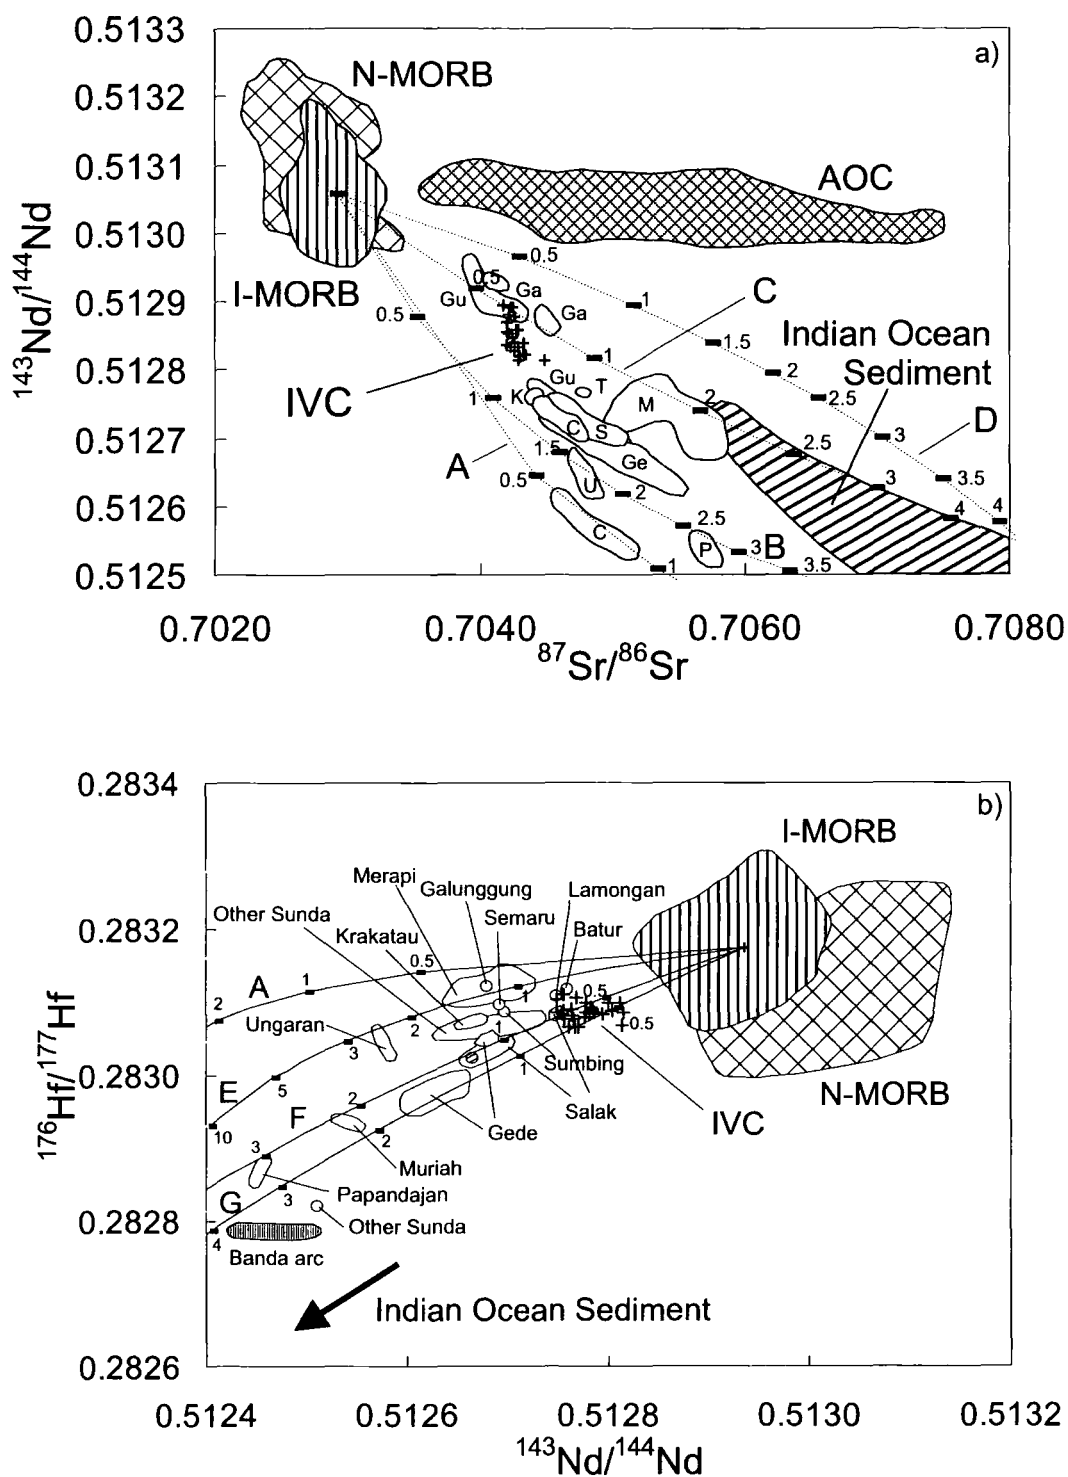 a)
0.5133
0.5132
0.5131
0.5130
0.5129
0.5128
0.5127
0.5126
0.5125
143Nd/144Nd
N-MORB
AOC
I-MORB
0.5
0.5
0.5
Gu
Ga
Ga
1
C
1.5
Indian Ocean
Sediment
IVC
1
2
Gu
T
K
M
2
2.5
1
C
S
3
D
A
1.5
2.5
Ge
0.5
U
2
3
3.5
C
2.5
4
4
P
3
B
1
3.5
0.7020
0.7040
0.7060
0.7080
87Sr/86Sr
b)
0.2834
0.2832
0.2830
0.2828
0.2826
176Hf/177Hf
I-MORB
Merapi
Galunggung
Lamongan
Other Sunda
Semaru
Batur
Krakatau
0.5
A
1
2
1
0.5
0.5
Ungaran
2
3
1
Sumbing
1
N-MORB
E
5
F
2
Salak
IVC
10
2
Gede
3
Muriah
G
3
Papandajan
4
Other Sunda
Banda arc
Indian Ocean Sediment
0.5124
0.5126
0.5128
0.5130
0.5132
143Nd/144Nd